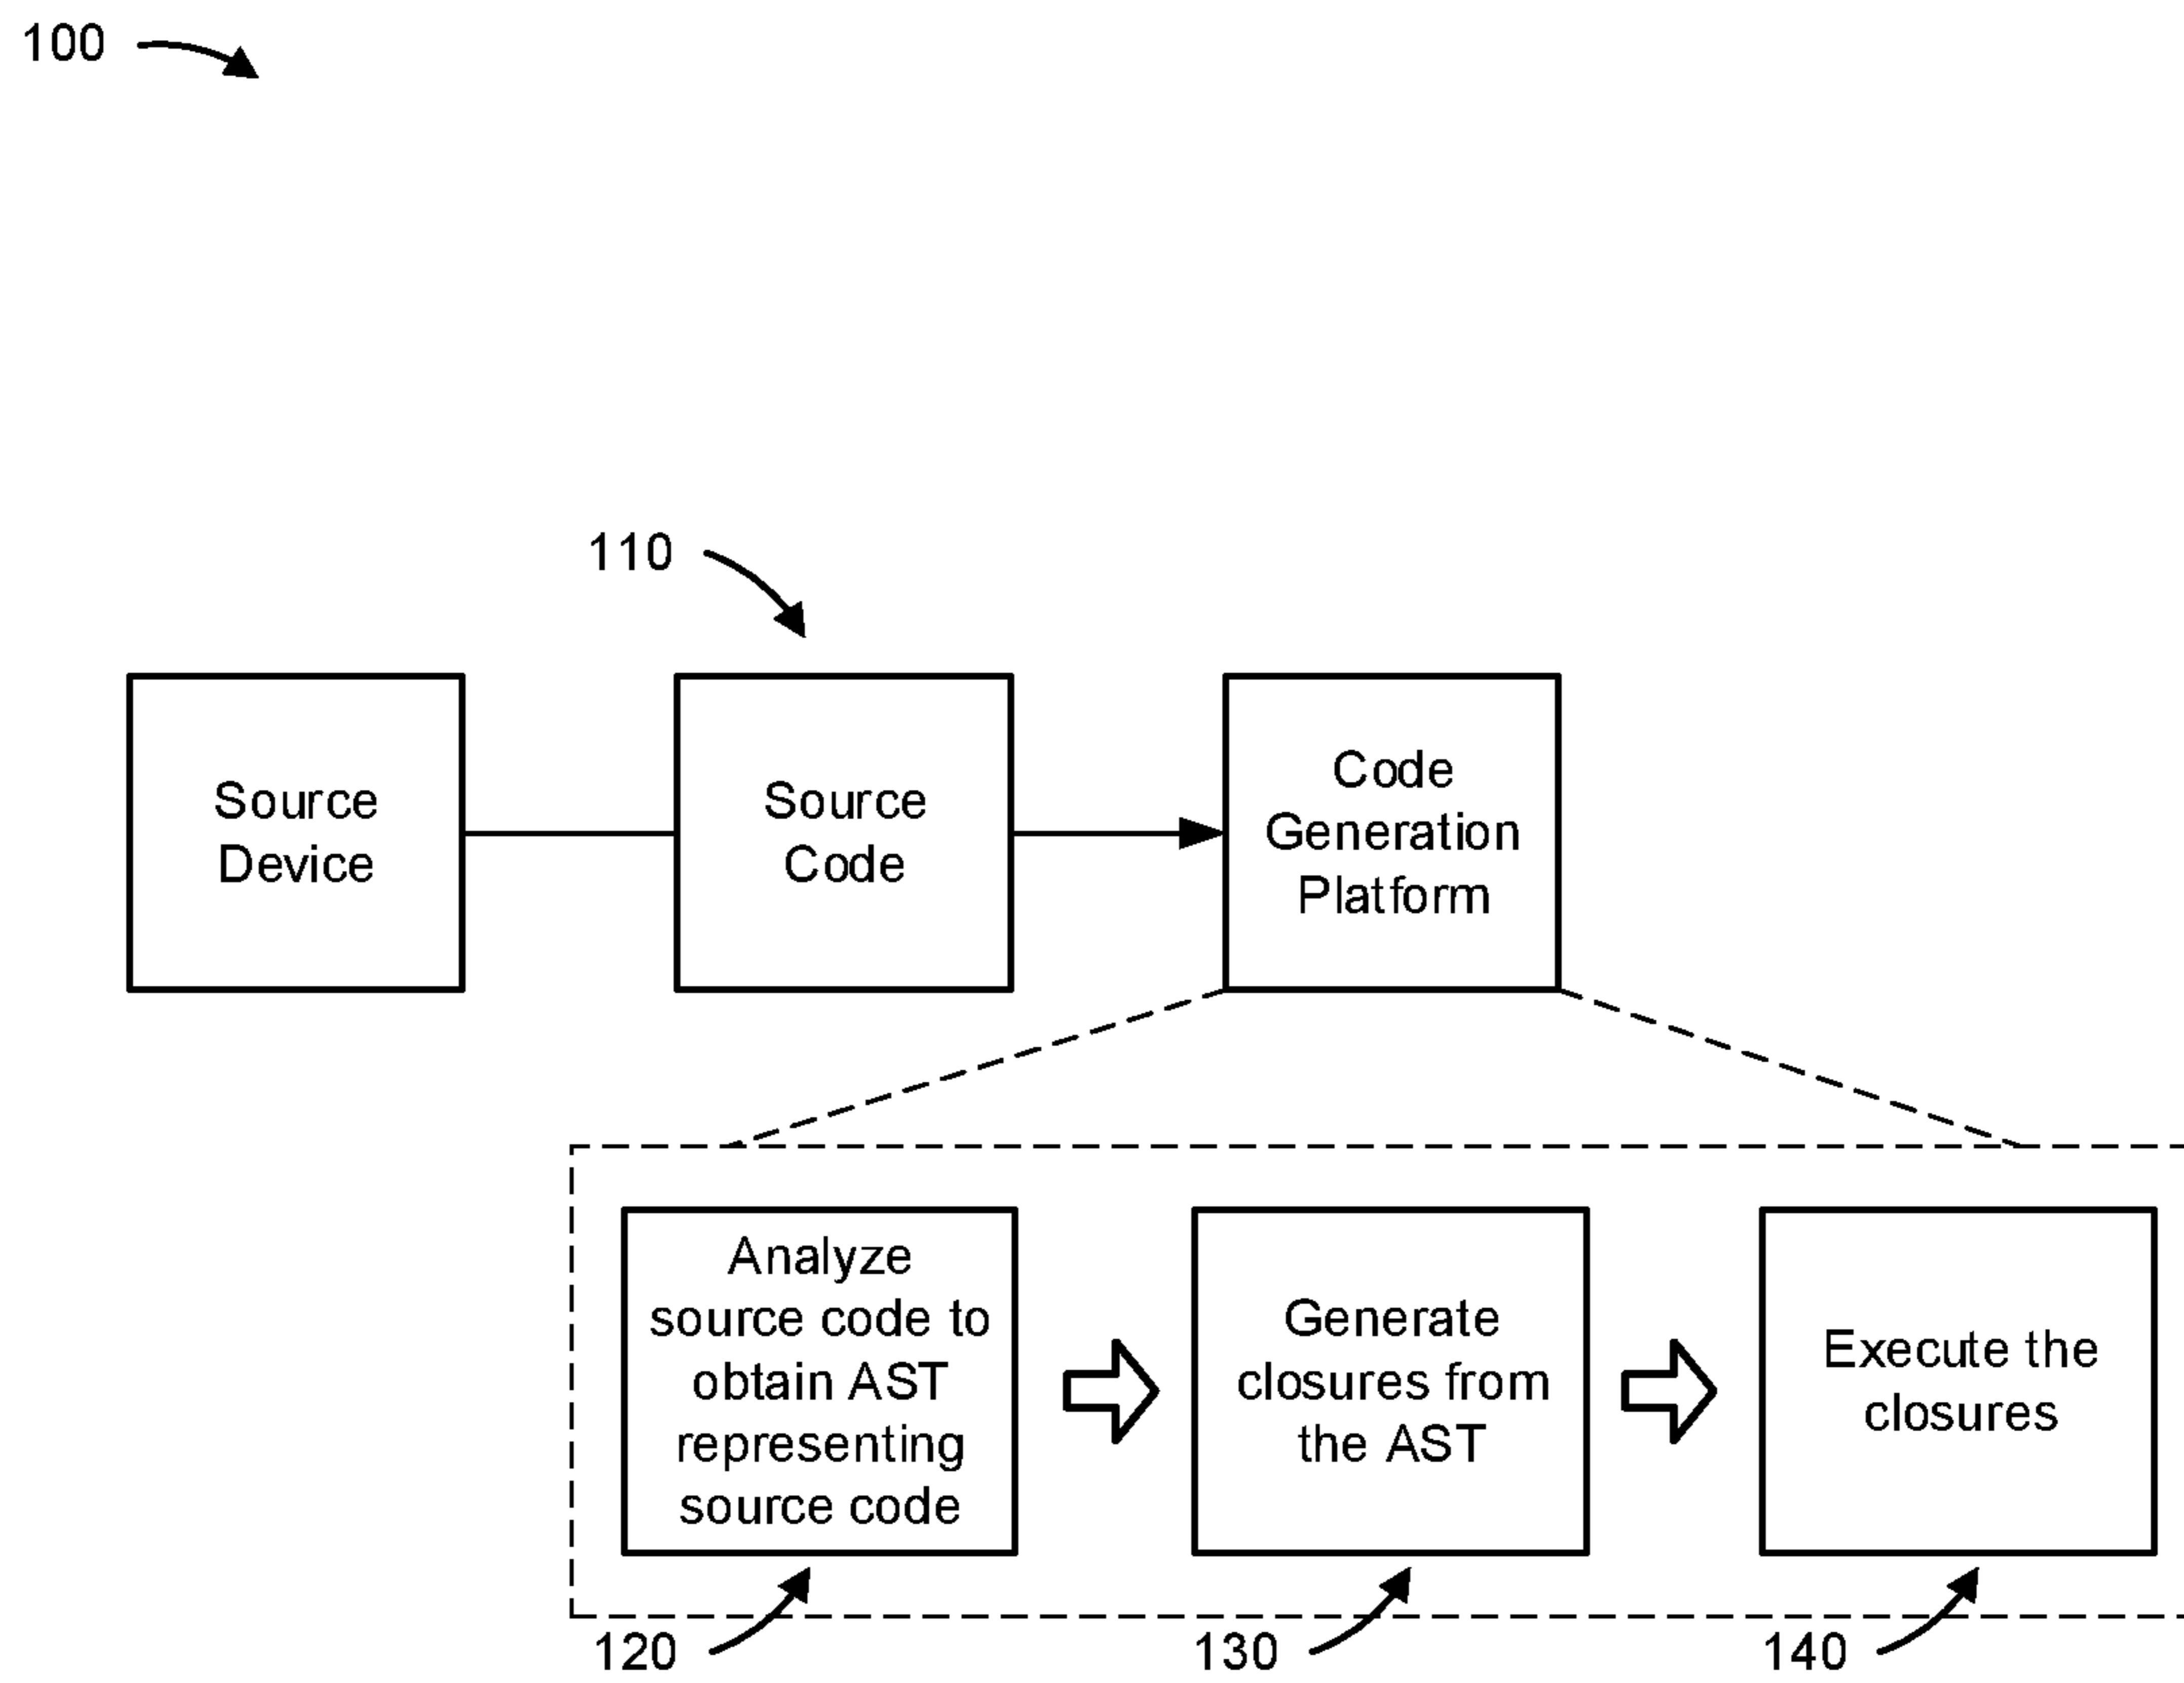 100
110
Source
Device
Source
Code
Code
Generation
Platform
Analyze
source code to
obtain AST
representing
source code
Generate
closures from
the AST
Execute the
closures
120
130
140